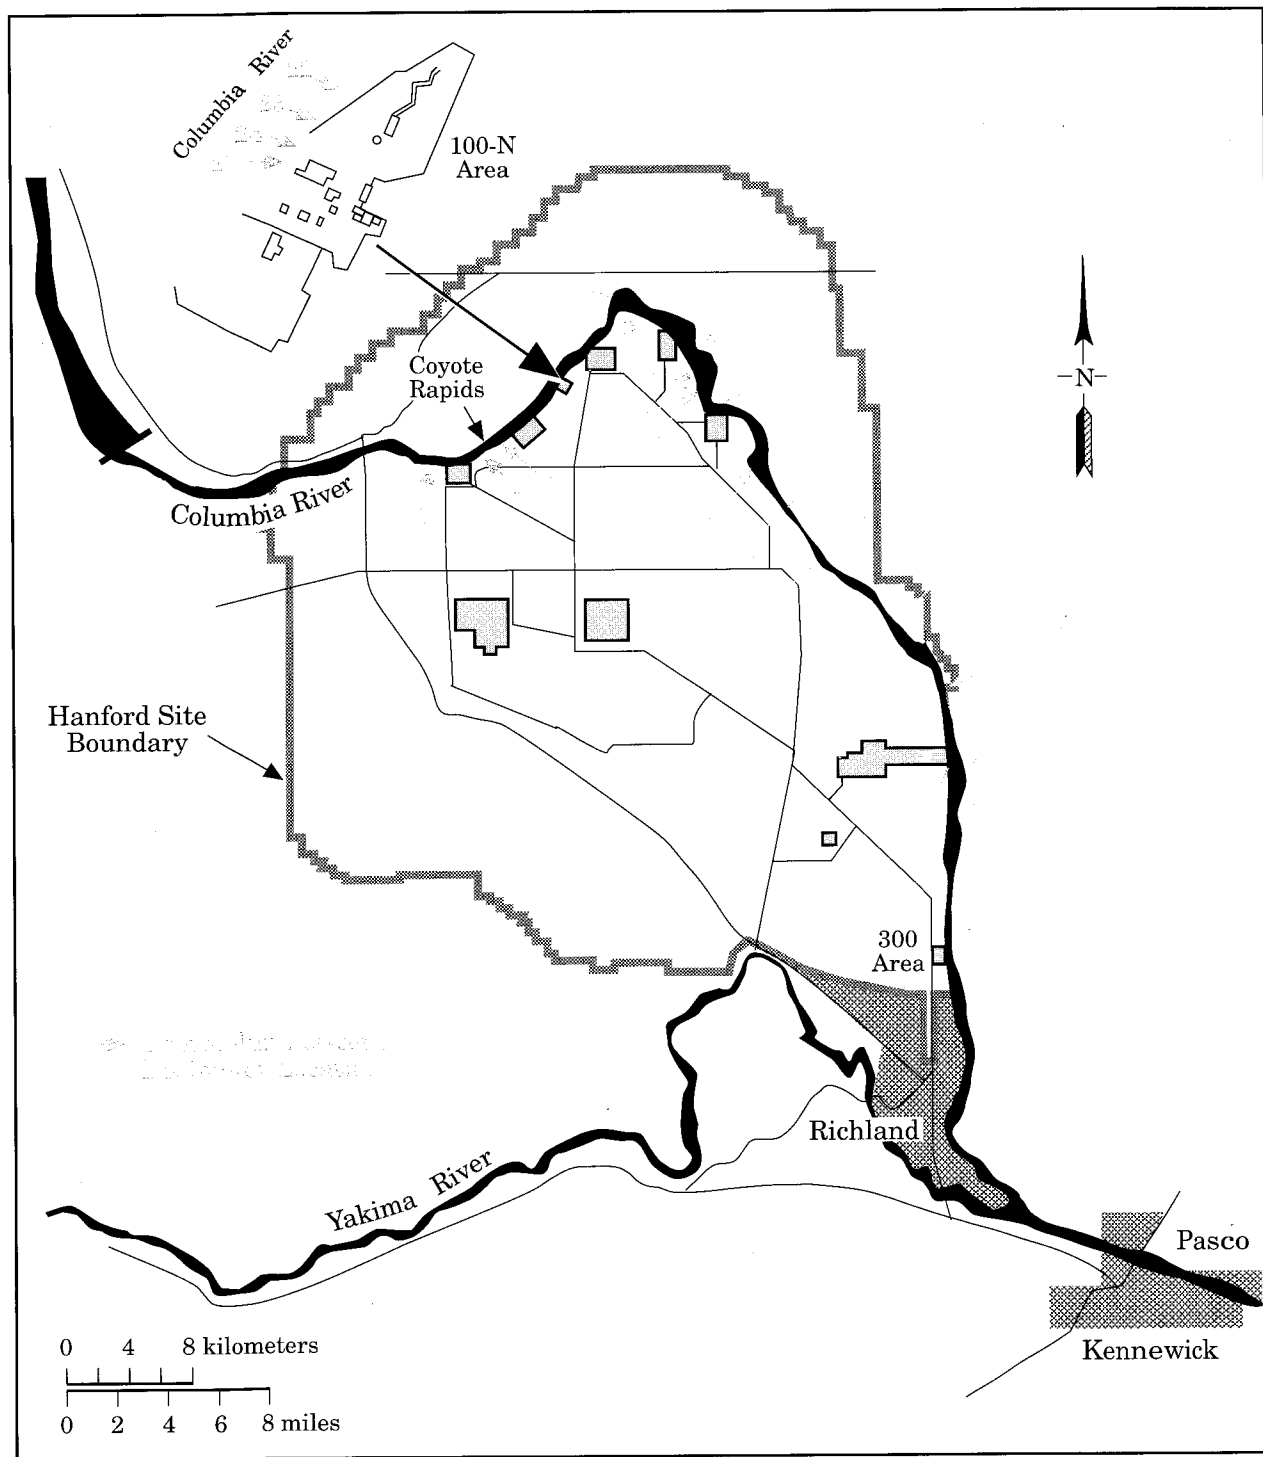 Columbia River
100-N
Area
Coyote
Rapids
N
Columbia River
Hanford Site
Boundary
300
Area
Richland
Yakima River
Pasco
Kennewick
0 4 8 kilometers
0 2 4 6 8 miles